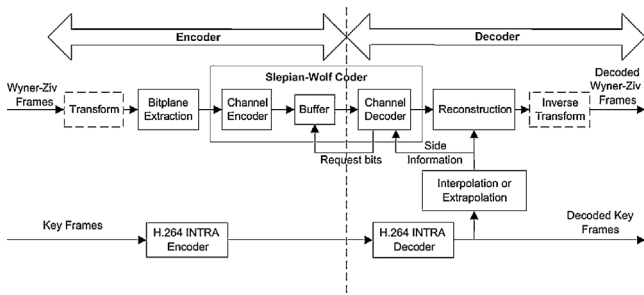 Encoder
Decoder
Slepian-Wolf Coder
Wyner-Ziv
Frames
Transform
Bitplane
Extraction
Channel
Encoder
Buffer
Channel
Decoder
Reconstruction
Inverse
Transform
Decoded
Wyner-Ziv
Frames
Request bits
Side
Information
Interpolation or
Extrapolation
Key Frames
H.264 INTRA
Encoder
H.264 INTRA
Decoder
Decoded Key
Frames